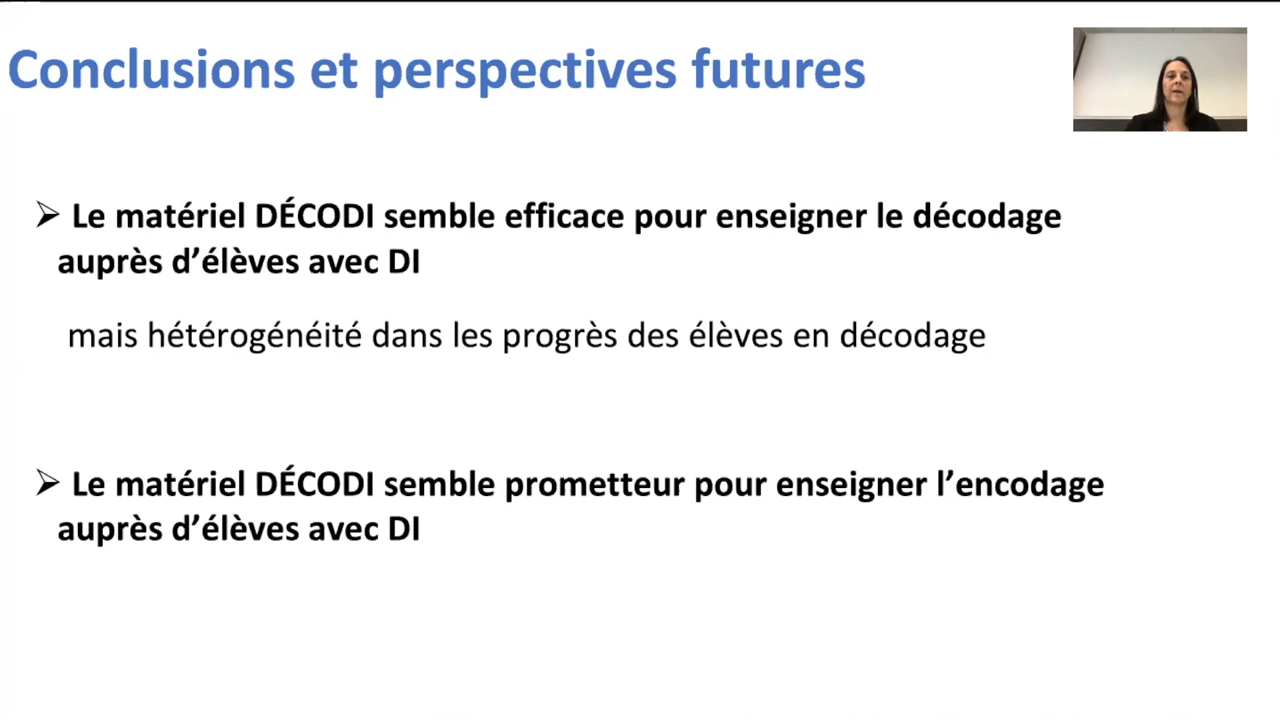 Conclusions et perspectives futures
➢ Le matériel DÉCODI semble efficace pour enseigner le décodage
auprès d’élèves avec DI
mais hétérogénéité dans les progrès des élèves en décodage
➢ Le matériel DÉCODI semble prometteur pour enseigner l’encodage
auprès d’élèves avec DI